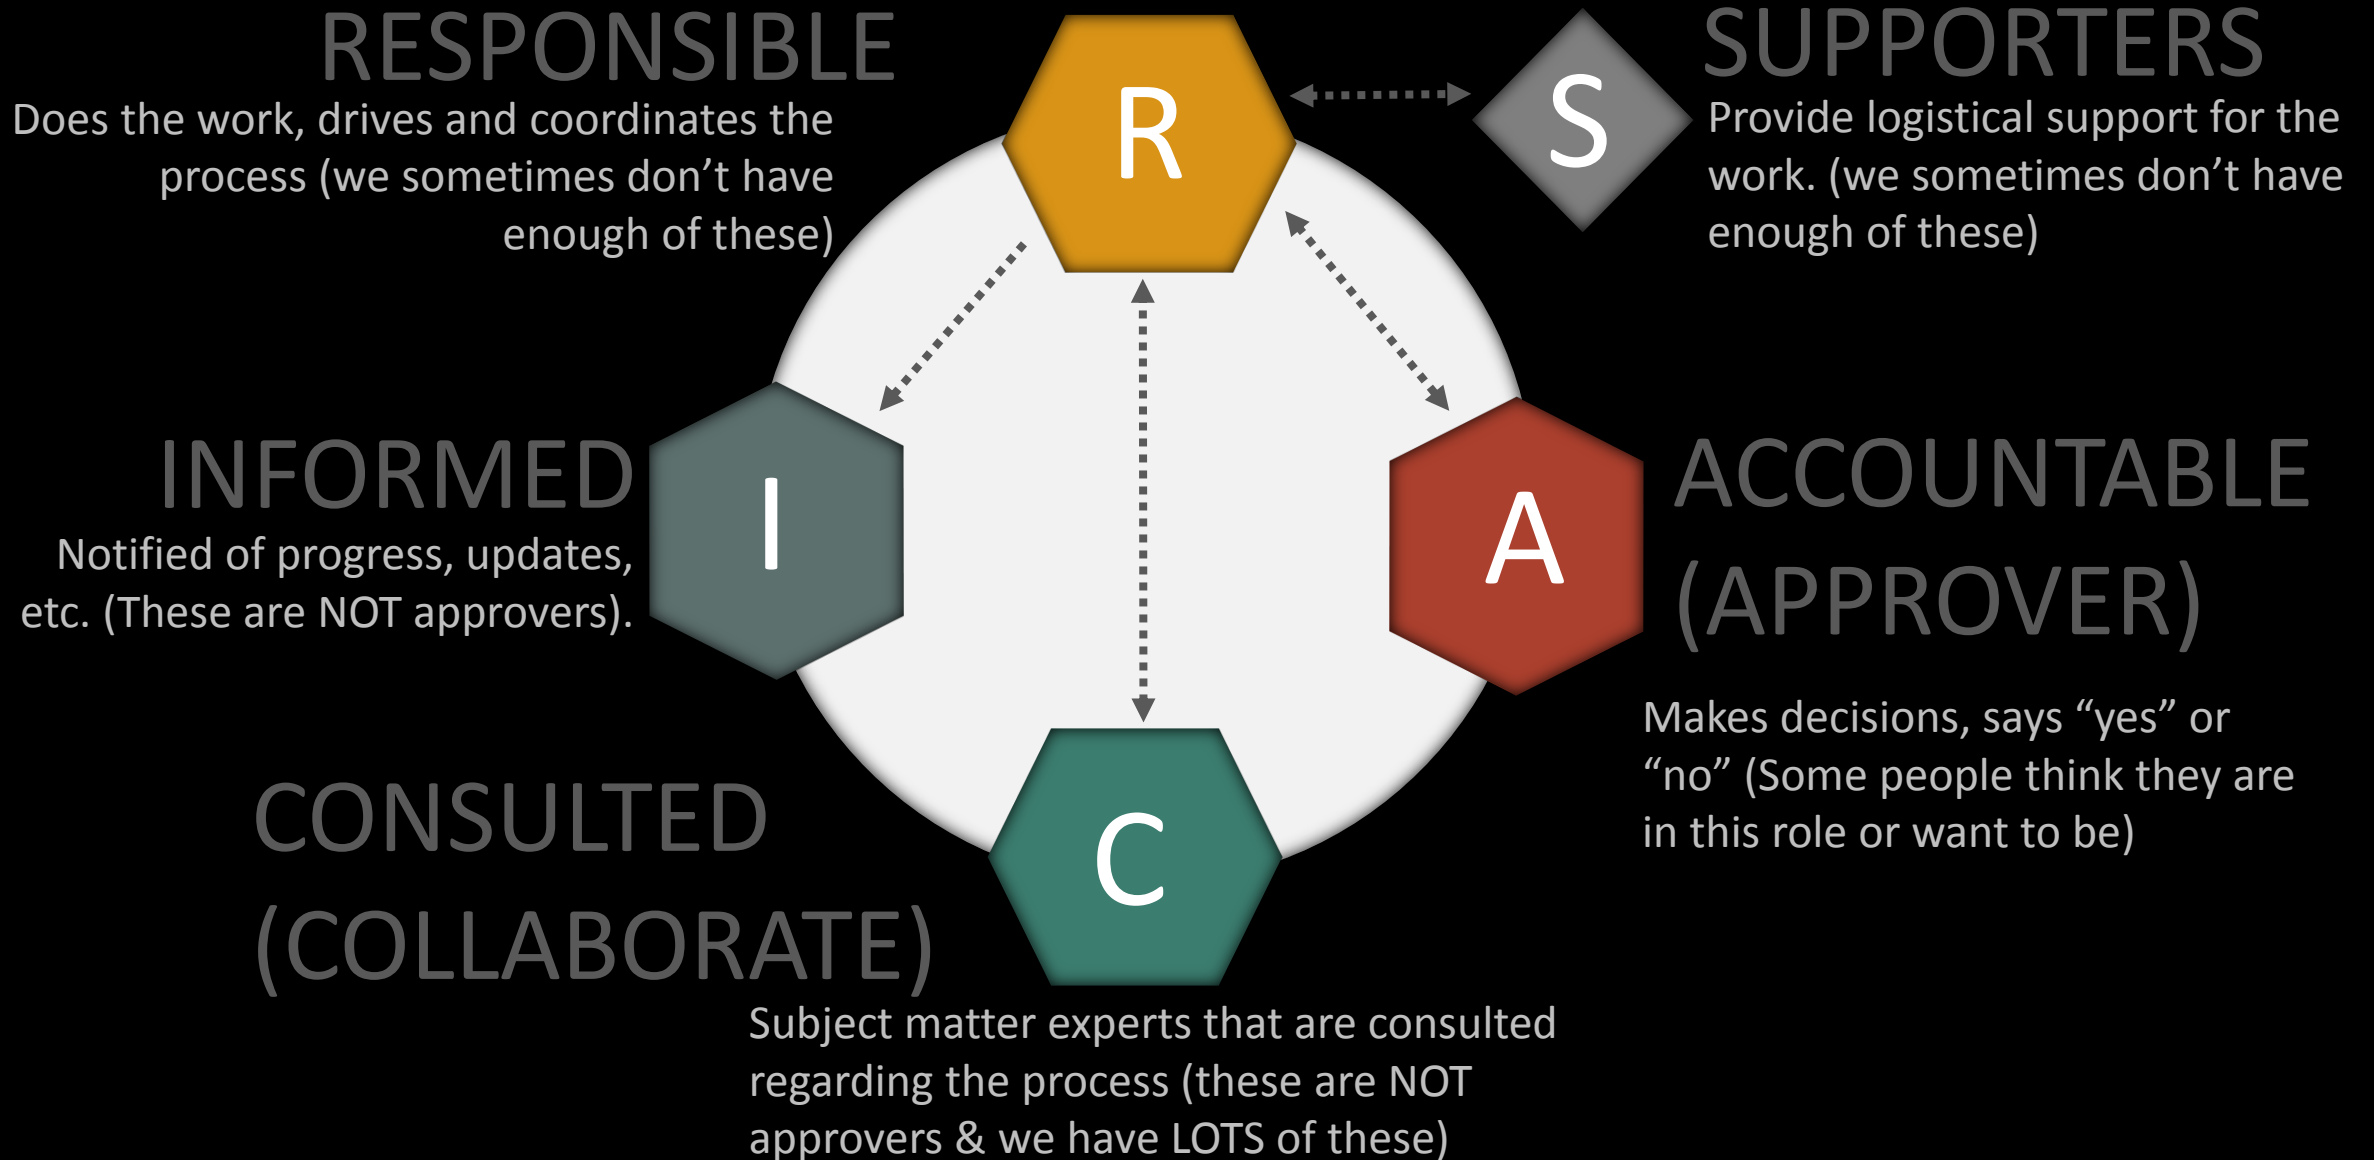 RESPONSIBLE
Does the work, drives and coordinates the
process (we sometimes don’t have
enough of these)
R
S
SUPPORTERS
Provide logistical support for the
work. (we sometimes don’t have
enough of these)
INFORMED
Notified of progress, updates,
etc. (These are NOT approvers).
I
A
ACCOUNTABLE
(APPROVER)
Makes decisions, says “yes” or
“no” (Some people think they are
in this role or want to be)
CONSULTED
(COLLABORATE)
C
Subject matter experts that are consulted
regarding the process (these are NOT
approvers & we have LOTS of these)